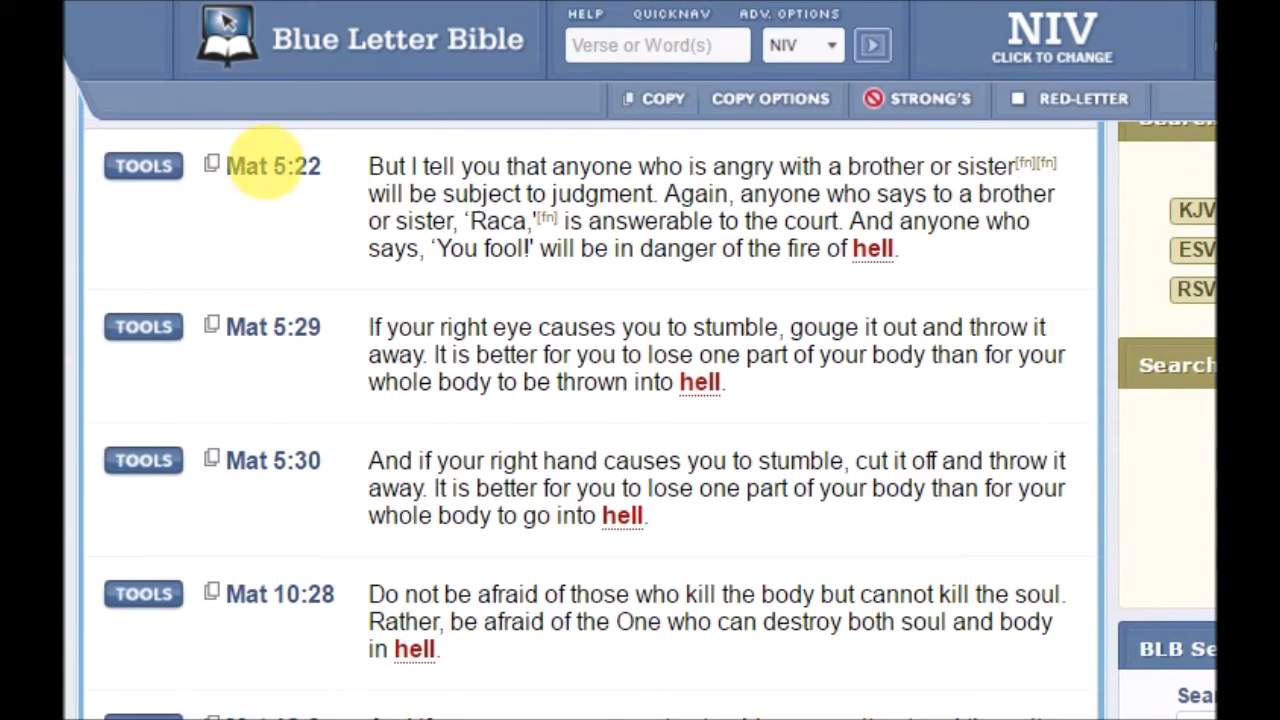 HELP QUICKNAV ADV. OPTIONS
Blue Letter Bible
Verse or Word(s) NIV
NIV
CLICK TO CHANGE
COPY COPY OPTIONS STRONG'S RED-LETTER
TOOLS Mat 5:22 But I tell you that anyone who is angry with a brother or sister[fn][fn]
will be subject to judgment. Again, anyone who says to a brother
or sister, ‘Raca,'[fn] is answerable to the court. And anyone who
says, ‘You fool!' will be in danger of the fire of hell.
TOOLS Mat 5:29 If your right eye causes you to stumble, gouge it out and throw it
away. It is better for you to lose one part of your body than for your
whole body to be thrown into hell.
TOOLS Mat 5:30 And if your right hand causes you to stumble, cut it off and throw it
away. It is better for you to lose one part of your body than for your
whole body to go into hell.
TOOLS Mat 10:28 Do not be afraid of those who kill the body but cannot kill the soul.
Rather, be afraid of the One who can destroy both soul and body
in hell.
KJV
ESV
RSV
Search
BLB Se
Sear